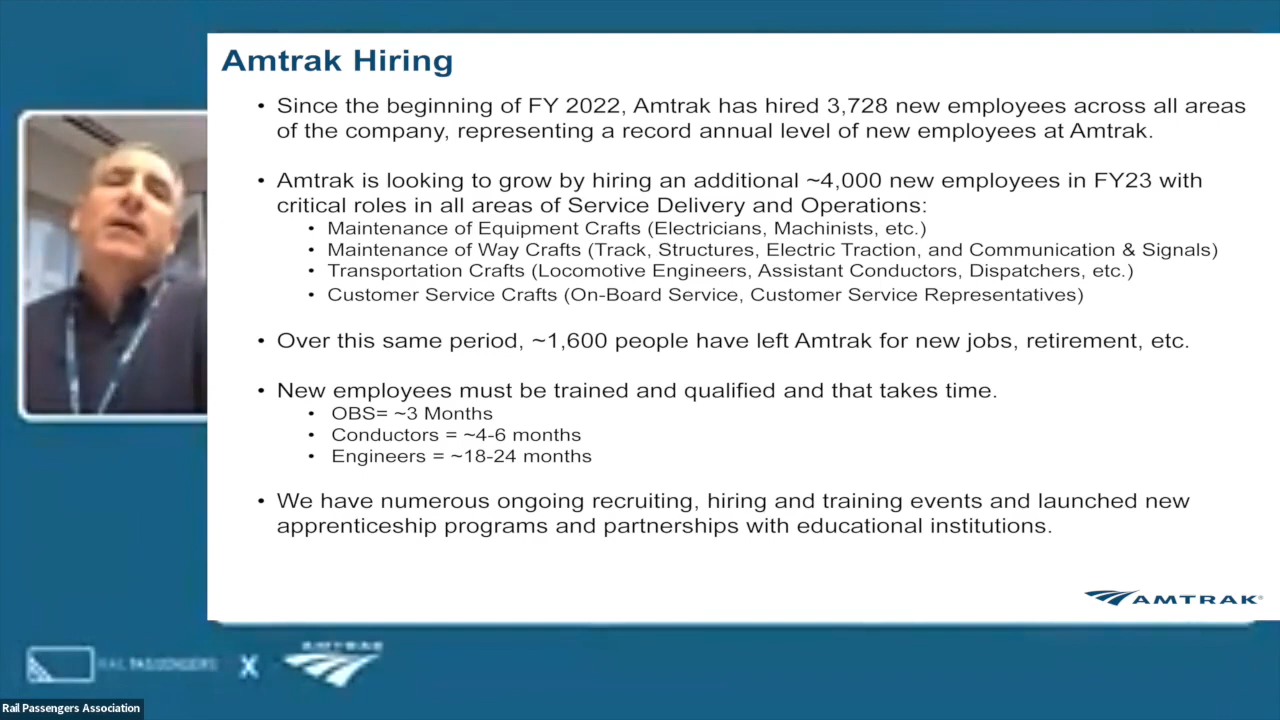 Amtrak Hiring
• Since the beginning of FY 2022, Amtrak has hired 3,728 new employees across all areas
of the company, representing a record annual level of new employees at Amtrak.
• Amtrak is looking to grow by hiring an additional ~4,000 new employees in FY23 with
critical roles in all areas of Service Delivery and Operations:
• Maintenance of Equipment Crafts (Electricians, Machinists, etc.)
• Maintenance of Way Crafts (Track, Structures, Electric Traction, and Communication & Signals)
• Transportation Crafts (Locomotive Engineers, Assistant Conductors, Dispatchers, etc.)
• Customer Service Crafts (On-Board Service, Customer Service Representatives)
• Over this same period, ~1,600 people have left Amtrak for new jobs, retirement, etc.
• New employees must be trained and qualified and that takes time.
• OBS= ~3 Months
• Conductors = ~4-6 months
• Engineers = ~18-24 months
• We have numerous ongoing recruiting, hiring and training events and launched new
apprenticeship programs and partnerships with educational institutions.
AMTRAK®
RAIL PASSENGERS X AMTRAK
Rail Passengers Association